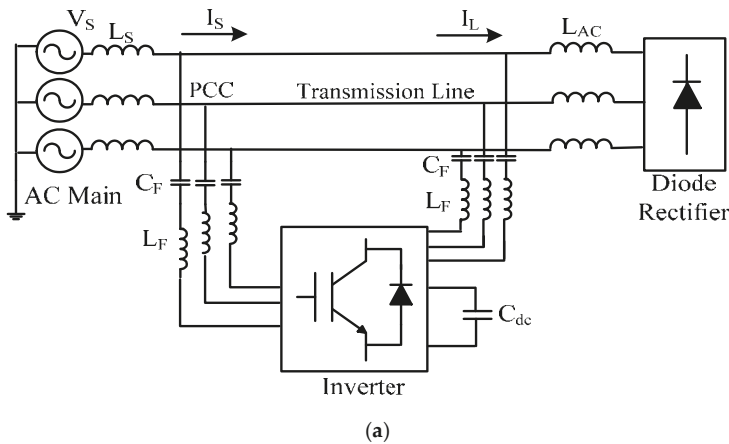 V_S
L_S
I_S
I_L
L_AC
PCC
Transmission Line
AC Main
C_F
C_F
Diode
Rectifier
L_F
L_F
C_dc
Inverter
(a)